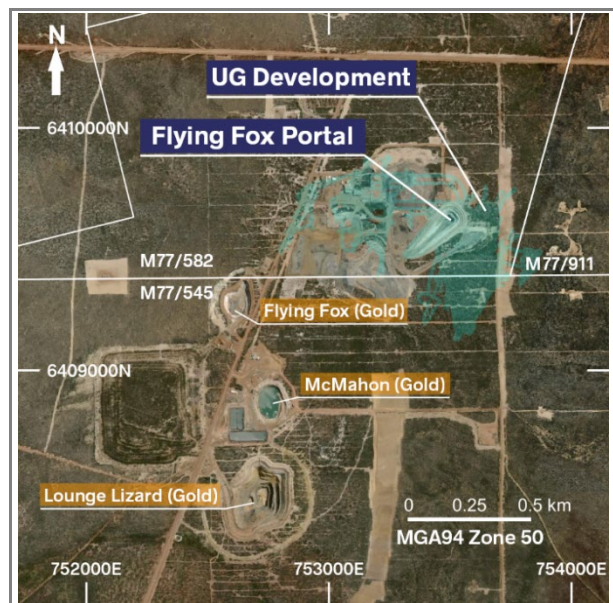 N
UG Development
6410000N
Flying Fox Portal
M77/582
M77/911
M77/545
Flying Fox (Gold)
6409000N
McMahon (Gold)
Lounge Lizard (Gold)
0 0.25 0.5 km
MGA94 Zone 50
752000E 753000E 754000E